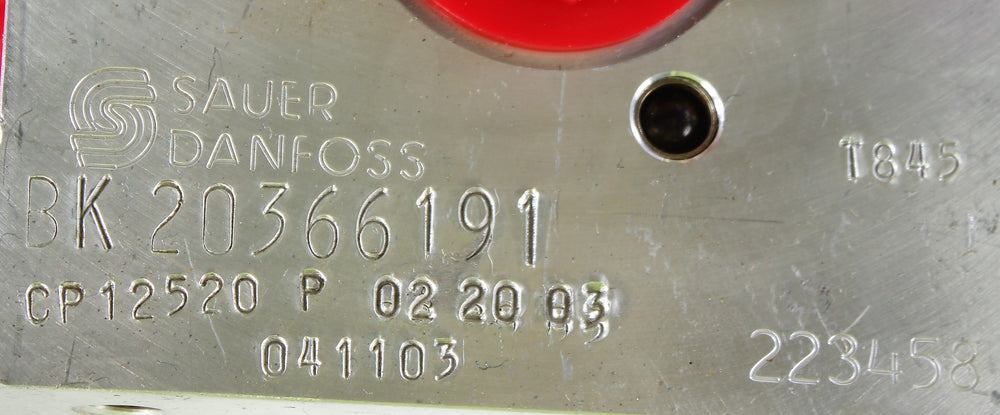 SAUER
DANFOSS
T845
BK 20366191
CP12520 P 02 20 03
041103
223458